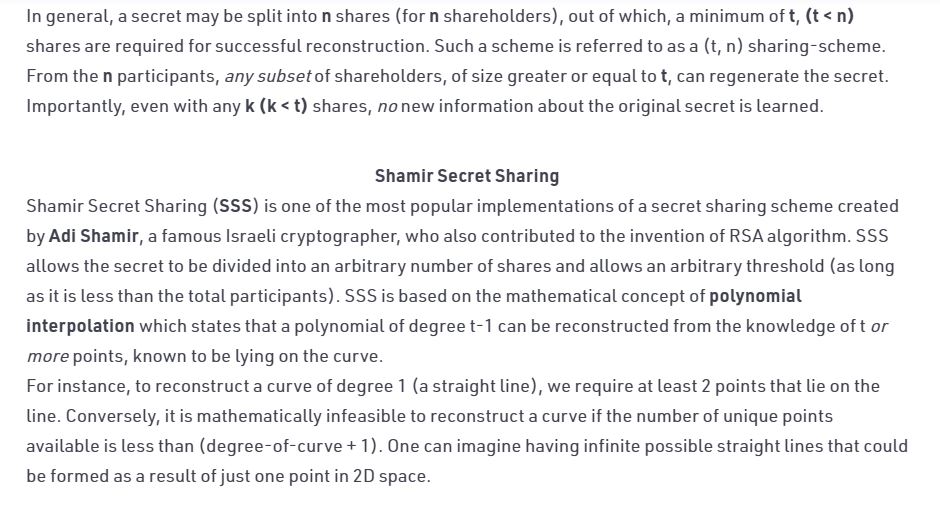 In general, a secret may be split into n shares (for n shareholders), out of which, a minimum of t, (t < n)
shares are required for successful reconstruction. Such a scheme is referred to as a (t, n) sharing-scheme.
From the n participants, any subset of shareholders, of size greater or equal to t, can regenerate the secret.
Importantly, even with any k (k < t) shares, no new information about the original secret is learned.
Shamir Secret Sharing
Shamir Secret Sharing (SSS) is one of the most popular implementations of a secret sharing scheme created
by Adi Shamir, a famous Israeli cryptographer, who also contributed to the invention of RSA algorithm. SSS
allows the secret to be divided into an arbitrary number of shares and allows an arbitrary threshold (as long
as it is less than the total participants). SSS is based on the mathematical concept of polynomial
interpolation which states that a polynomial of degree t-1 can be reconstructed from the knowledge of t or
more points, known to be lying on the curve.
For instance, to reconstruct a curve of degree 1 (a straight line), we require at least 2 points that lie on the
line. Conversely, it is mathematically infeasible to reconstruct a curve if the number of unique points
available is less than (degree-of-curve + 1). One can imagine having infinite possible straight lines that could
be formed as a result of just one point in 2D space.